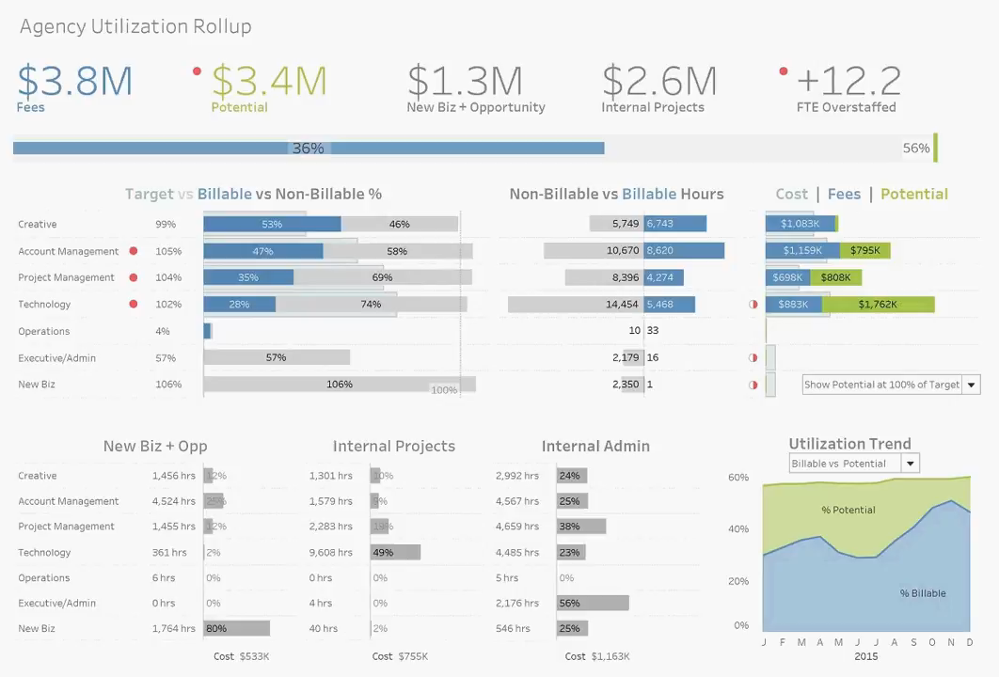 Agency Utilization Rollup
$3.8M $3.4M $1.3M $2.6M +12.2
Fees Potential New Biz + Opportunity Internal Projects FTE Overstaffed
36% 56%
Target vs Billable vs Non-Billable % Non-Billable vs Billable Hours Cost | Fees | Potential
Creative 99% 53% 46% 5,749 6,743 $1,083K
Account Management 105% 47% 58% 10,670 8,620 $1,159K $795K
Project Management 104% 35% 69% 8,396 4,274 $698K $808K
Technology 102% 28% 74% 14,454 5,468 $883K $1,762K
Operations 4% 10 33
Executive/Admin 57% 57% 2,179 16
New Biz 106% 106% 100% 2,350 1 Show Potential at 100% of Target
New Biz + Opp Internal Projects Internal Admin Utilization Trend
Billable vs Potential
Creative 1,456 hrs 12% 1,301 hrs 10% 2,992 hrs 24%
Account Management 4,524 hrs 25% 1,579 hrs 9% 4,567 hrs 25%
Project Management 1,455 hrs 12% 2,283 hrs 19% 4,659 hrs 38%
Technology 361 hrs 2% 9,608 hrs 49% 4,485 hrs 23%
Operations 6 hrs 0% 0 hrs 0% 5 hrs 0%
Executive/Admin 0 hrs 0% 4 hrs 0% 2,176 hrs 56%
New Biz 1,764 hrs 80% 40 hrs 2% 546 hrs 25%
Cost $533K Cost $755K Cost $1,163K
60%
% Potential
40%
20%
% Billable
0%
J F M A M J J A S O N D
2015